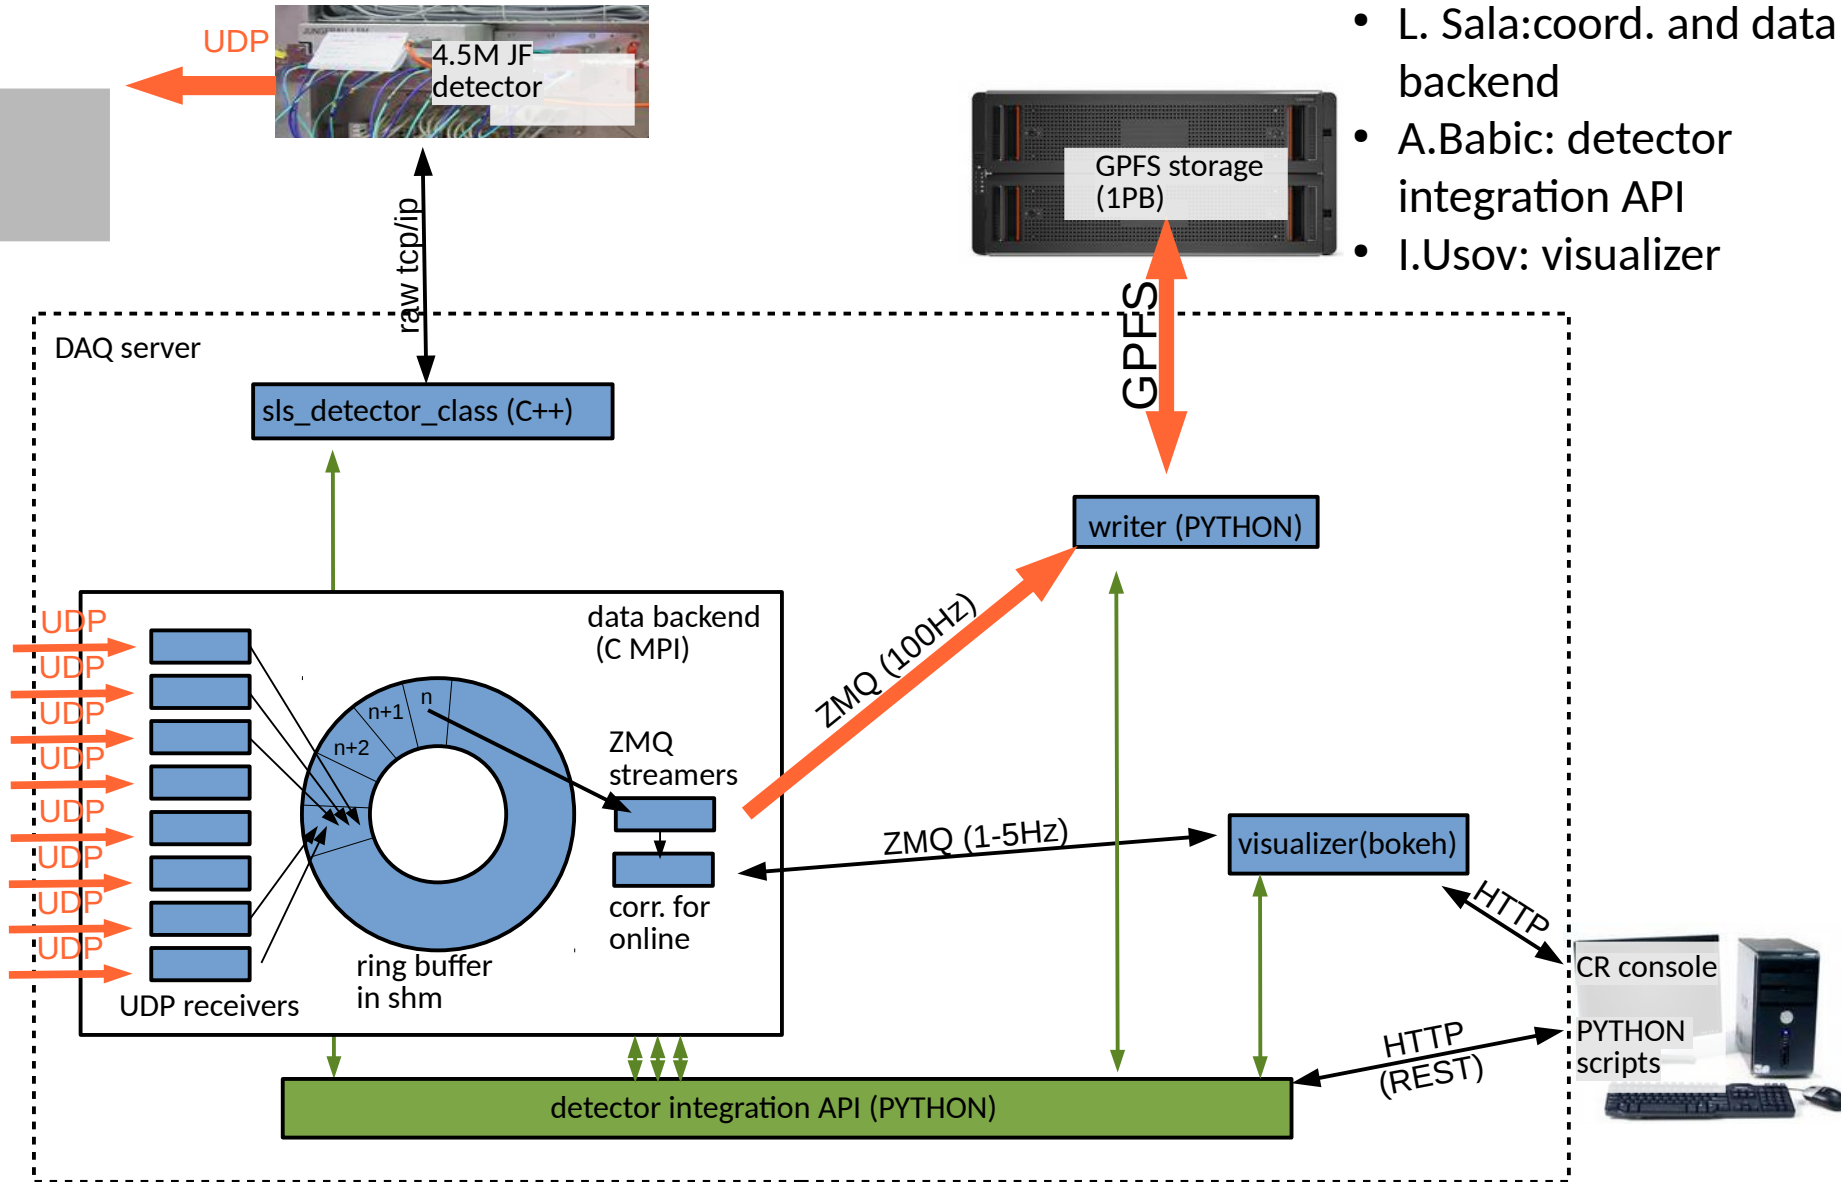 UDP
4.5M JF
detector
• L. Sala:coord. and data
backend
• A.Babic: detector
integration API
• I.Usov: visualizer
GPFS storage
(1PB)
raw tcp/ip
GPFS
DAQ server
sls_detector_class (C++)
writer (PYTHON)
data backend
(C MPI)
UDP
UDP
UDP
UDP
UDP
UDP
UDP
UDP
n
n+1
n+2
ZMQ
streamers
ZMQ (100Hz)
ZMQ (1-5Hz)
visualizer(bokeh)
corr. for
online
ring buffer
in shm
UDP receivers
HTTP
CR console
PYTHON
scripts
HTTP
(REST)
detector integration API (PYTHON)